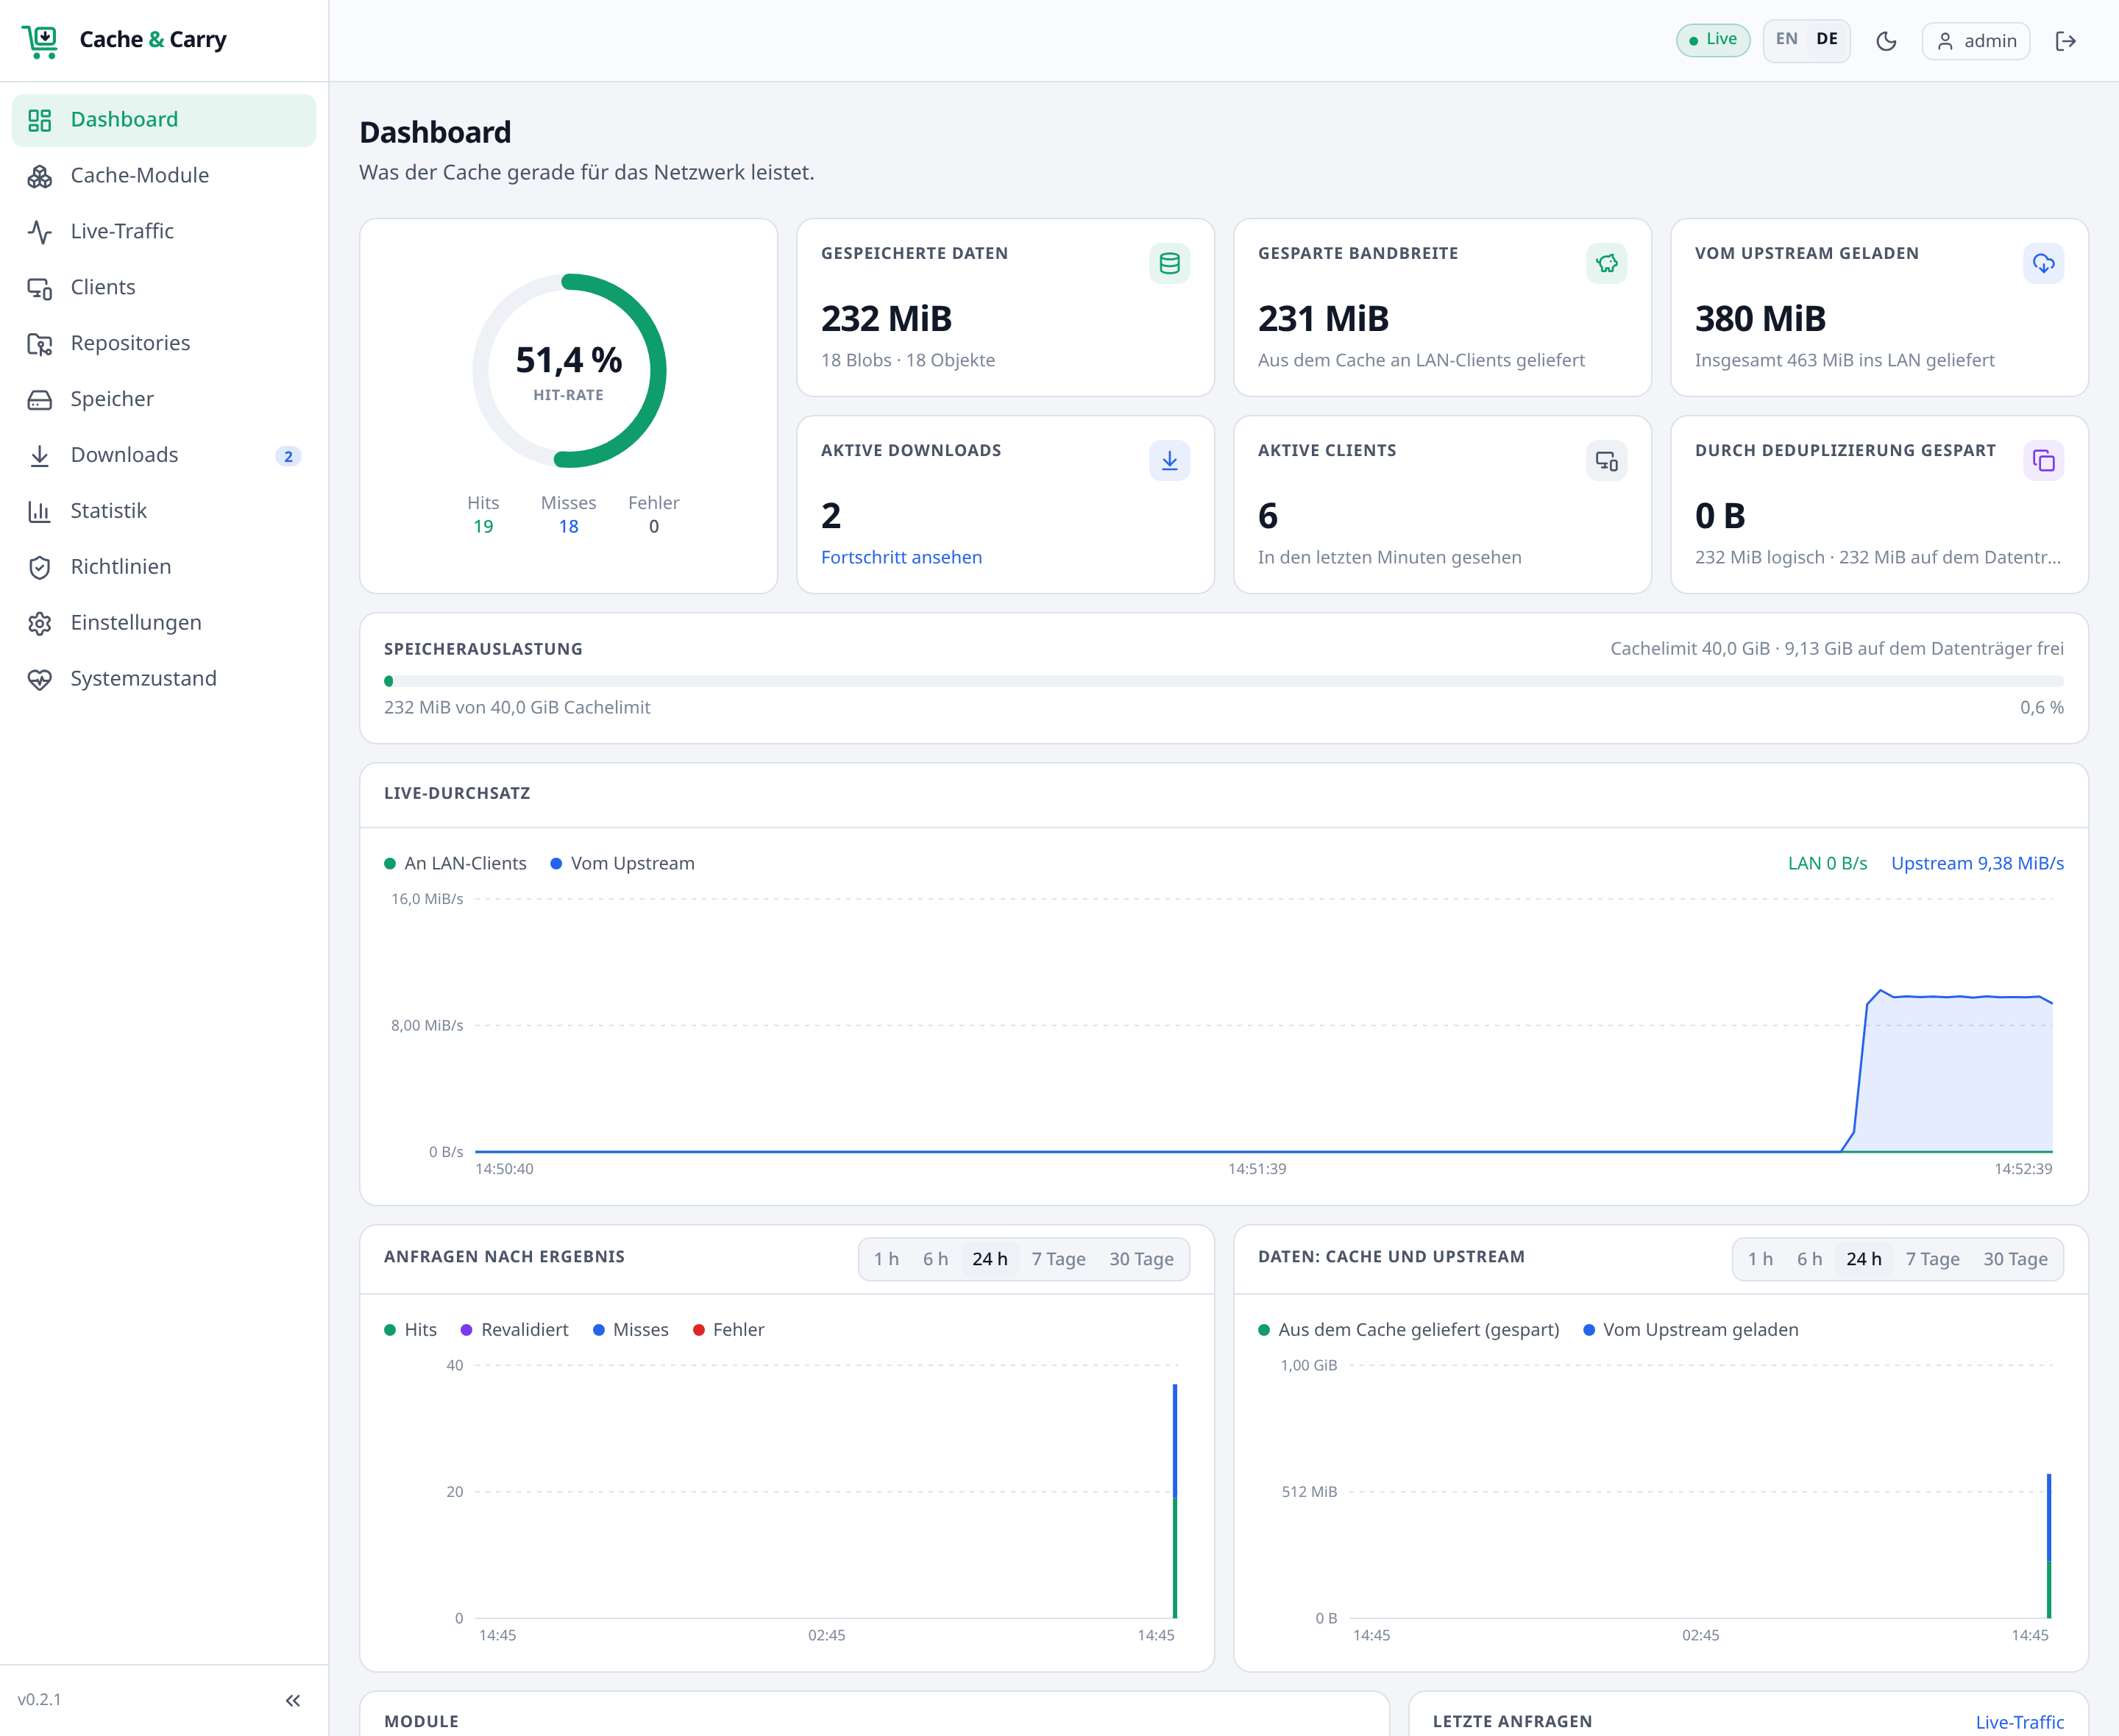 Cache & Carry
Live
EN DE
admin
Dashboard
Cache-Module
Live-Traffic
Clients
Repositories
Speicher
Downloads 2
Statistik
Richtlinien
Einstellungen
Systemzustand
v0.2.1
Dashboard
Was der Cache gerade für das Netzwerk leistet.
51,4 %
HIT-RATE
Hits Misses Fehler
19 18 0
GESPEICHERTE DATEN
232 MiB
18 Blobs · 18 Objekte
GESPARTE BANDBREITE
231 MiB
Aus dem Cache an LAN-Clients geliefert
VOM UPSTREAM GELADEN
380 MiB
Insgesamt 463 MiB ins LAN geliefert
AKTIVE DOWNLOADS
2
Fortschritt ansehen
AKTIVE CLIENTS
6
In den letzten Minuten gesehen
DURCH DEDUPLIZIERUNG GESPART
0 B
232 MiB logisch · 232 MiB auf dem Datentr...
SPEICHERAUSLASTUNG
Cachelimit 40,0 GiB · 9,13 GiB auf dem Datenträger frei
232 MiB von 40,0 GiB Cachelimit
0,6 %
LIVE-DURCHSATZ
An LAN-Clients Vom Upstream
LAN 0 B/s Upstream 9,38 MiB/s
16,0 MiB/s
8,00 MiB/s
0 B/s
14:50:40 14:51:39 14:52:39
ANFRAGEN NACH ERGEBNIS
1 h 6 h 24 h 7 Tage 30 Tage
Hits Revalidiert Misses Fehler
40
20
0
14:45 02:45 14:45
DATEN: CACHE UND UPSTREAM
1 h 6 h 24 h 7 Tage 30 Tage
Aus dem Cache geliefert (gespart) Vom Upstream geladen
1,00 GiB
512 MiB
0 B
14:45 02:45 14:45
MODULE
LETZTE ANFRAGEN
Live-Traffic